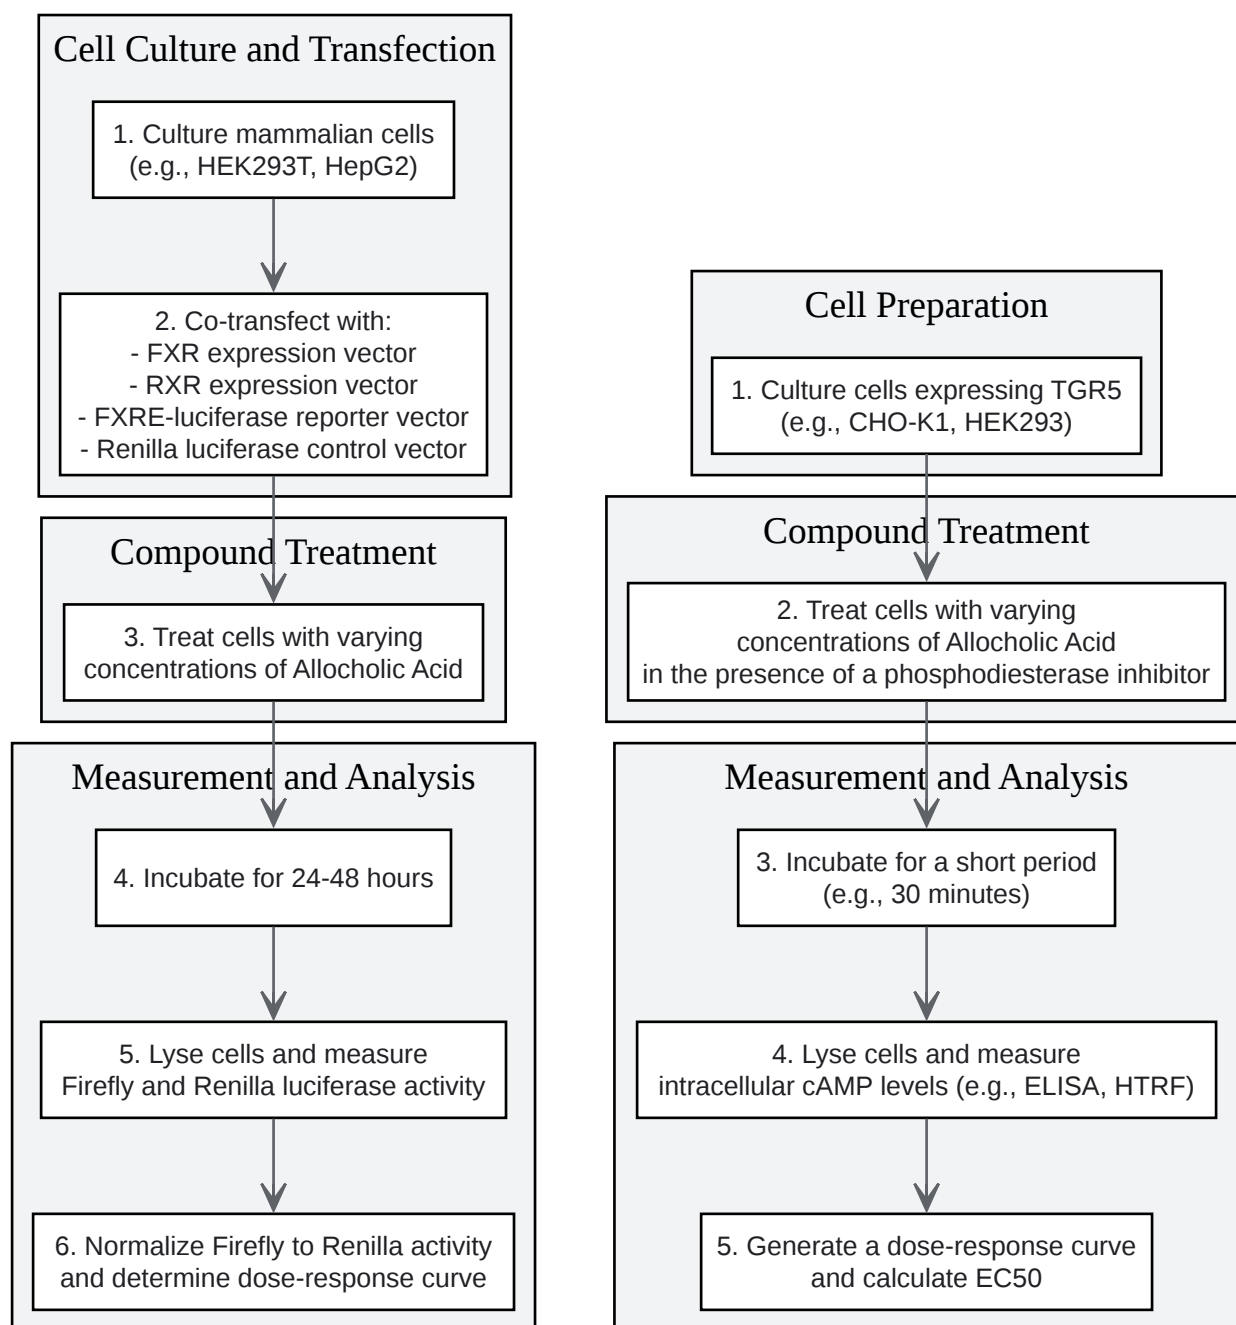 Cell Culture and Transfection
1. Culture mammalian cells
(e.g., HEK293T, HepG2)
2. Co-transfect with:
- FXR expression vector
- RXR expression vector
- FXRE-luciferase reporter vector
- Renilla luciferase control vector
Compound Treatment
3. Treat cells with varying
concentrations of Allocholic Acid
Measurement and Analysis
4. Incubate for 24-48 hours
5. Lyse cells and measure
Firefly and Renilla luciferase activity
6. Normalize Firefly to Renilla activity
and determine dose-response curve
Cell Preparation
1. Culture cells expressing TGR5
(e.g., CHO-K1, HEK293)
Compound Treatment
2. Treat cells with varying
concentrations of Allocholic Acid
in the presence of a phosphodiesterase inhibitor
Measurement and Analysis
3. Incubate for a short period
(e.g., 30 minutes)
4. Lyse cells and measure
intracellular cAMP levels (e.g., ELISA, HTRF)
5. Generate a dose-response curve
and calculate EC50